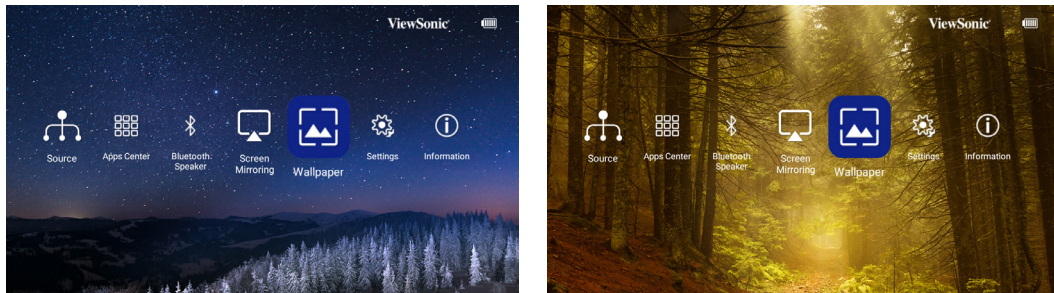 ViewSonic
Source
Apps Center
Bluetooth
Speaker
Screen
Mirroring
Wallpaper
Settings
Information
ViewSonic
Source
Apps Center
Bluetooth
Speaker
Screen
Mirroring
Wallpaper
Settings
Information